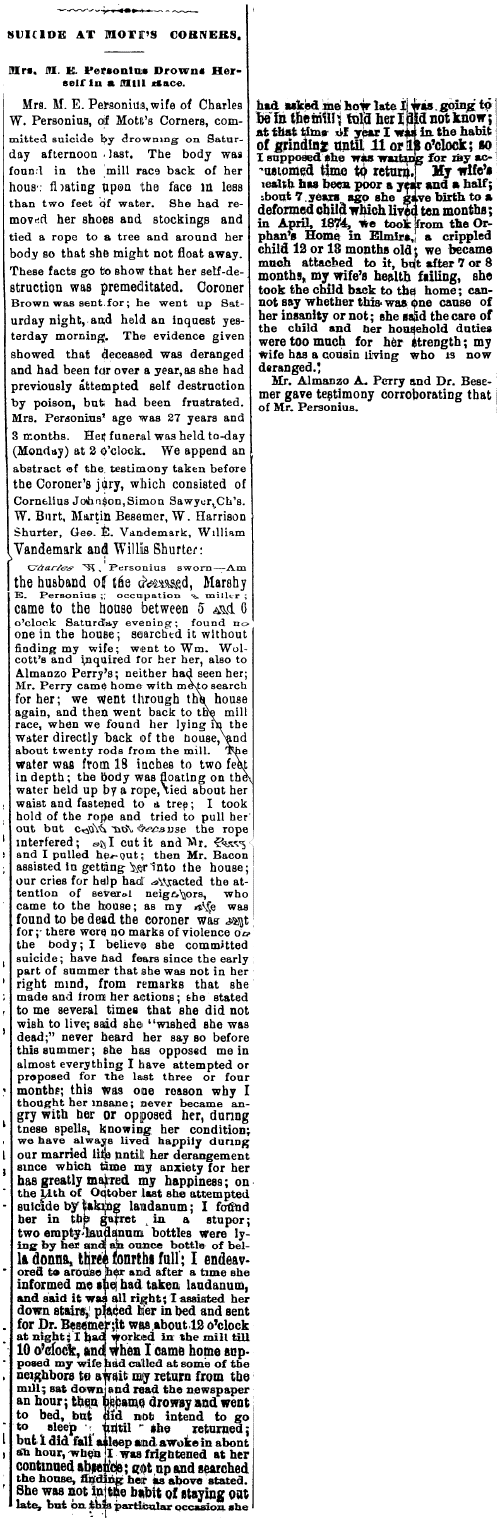 SUICIDE AT MOTT'S CORNERS.
Mrs. M. E. Personius Drowns Her-
self in a Mill Race.
Mrs. M. E. Personius, wife of Charles
W. Personius, of Mott's Corners, com-
mitted suicide by drowning on Satur-
day afternoon last. The body was
found in the mill race back of her
house floating upon the face in less
than two feet of water. She had re-
moved her shoes and stockings and
tied a rope to a tree and around her
body so that she might not float away.
These facts go to show that her self-de-
struction was premeditated. Coroner
Brown was sent for; he went up Sat-
urday night, and held an inquest yes-
terday morning. The evidence given
showed that deceased was deranged
and had been for over a year, as she had
previously attempted self destruction
by poison, but had been frustrated.
Mrs. Personius' age was 27 years and
3 months. Her funeral was held to-day
(Monday) at 2 o'clock. We append an
abstract of the testimony taken before
the Coroner's jury, which consisted of
Cornelius Johnson, Simon Sawyer, Ch's.
W. Burt, Martin Besemer, W. Harrison
Shurter, Geo. E. Vandemark, William
Vandemark and Willis Shurter:
Charles W. Personius sworn—Am
the husband of the deceased, Marshy
E. Personius; occupation a miller;
came to the house between 5 and 6
o'clock Saturday evening; found no
one in the house; searched it without
finding my wife; went to Wm. Wol-
cott's and inquired for her her, also to
Almanzo Perry's; neither had seen her;
Mr. Perry came home with me to search
for her; we went through the house
again, and then went back to the mill
race, when we found her lying in the
water directly back of the house, and
about twenty rods from the mill. The
water was from 18 inches to two feet
in depth; the body was floating on the
water held up by a rope, tied about her
waist and fastened to a tree; I took
hold of the rope and tried to pull her
out but could not because the rope
interfered; so I cut it and Mr. Perry
and I pulled her out; then Mr. Bacon
assisted in getting her into the house;
our cries for help had attracted the at-
tention of several neighbors, who
came to the house; as my wife was
found to be dead the coroner was sent
for; there were no marks of violence on
the body; I believe she committed
suicide; have had fears since the early
part of summer that she was not in her
right mind, from remarks that she
made and from her actions; she stated
to me several times that she did not
wish to live; said she "wished she was
dead;" never heard her say so before
this summer; she has opposed me in
almost everything I have attempted or
proposed for the last three or four
months; this was one reason why I
thought her insane; never became an-
gry with her or opposed her, during
tnese spells, knowing her condition;
we have always lived happily during
our married life until her derangement
since which time my anxiety for her
has greatly marred my happiness; on
the 11th of October last she attempted
suicide by taking laudanum; I found
her in the garret in a stupor;
two empty laudanum bottles were ly-
ing by her and an ounce bottle of bel-
la donna, three fourths full; I endeav-
ored to arouse her and after a time she
informed me she had taken laudanum,
and said it was all right; I assisted her
down stairs, placed her in bed and sent
for Dr. Besemer; it was about 12 o'clock
at night; I had worked in the mill till
10 o'clock, and when I came home sup-
posed my wife had called at some of the
neighbors to await my return from the
mill; sat down and read the newspaper
an hour; then became drowsy and went
to bed, but did not intend to go
to sleep until she returned;
but I did fall asleep and awoke in about
an hour, when I was frightened at her
continued absence; got up and searched
the house, finding her as above stated.
She was not in the habit of staying out
late, but on this particular occasion she
had asked me how late I was going to
be in the mill; told her I did not know;
at that time of year I was in the habit
of grinding until 11 or 12 o'clock; so
I supposed she was waiting for my ac-
customed time to return. My wife's
health has been poor a year and a half;
about 7 years ago she gave birth to a
deformed child which lived ten months;
in April, 1874, we took from the Or-
phan's Home in Elmira, a crippled
child 12 or 13 months old; we became
much attached to it, but after 7 or 8
months, my wife's health failing, she
took the child back to the home; can-
not say whether this was one cause of
her insanity or not; she said the care of
the child and her household duties
were too much for her strength; my
wife has a cousin living who is now
deranged.
Mr. Almanzo A. Perry and Dr. Bese-
mer gave testimony corroborating that
of Mr. Personius.